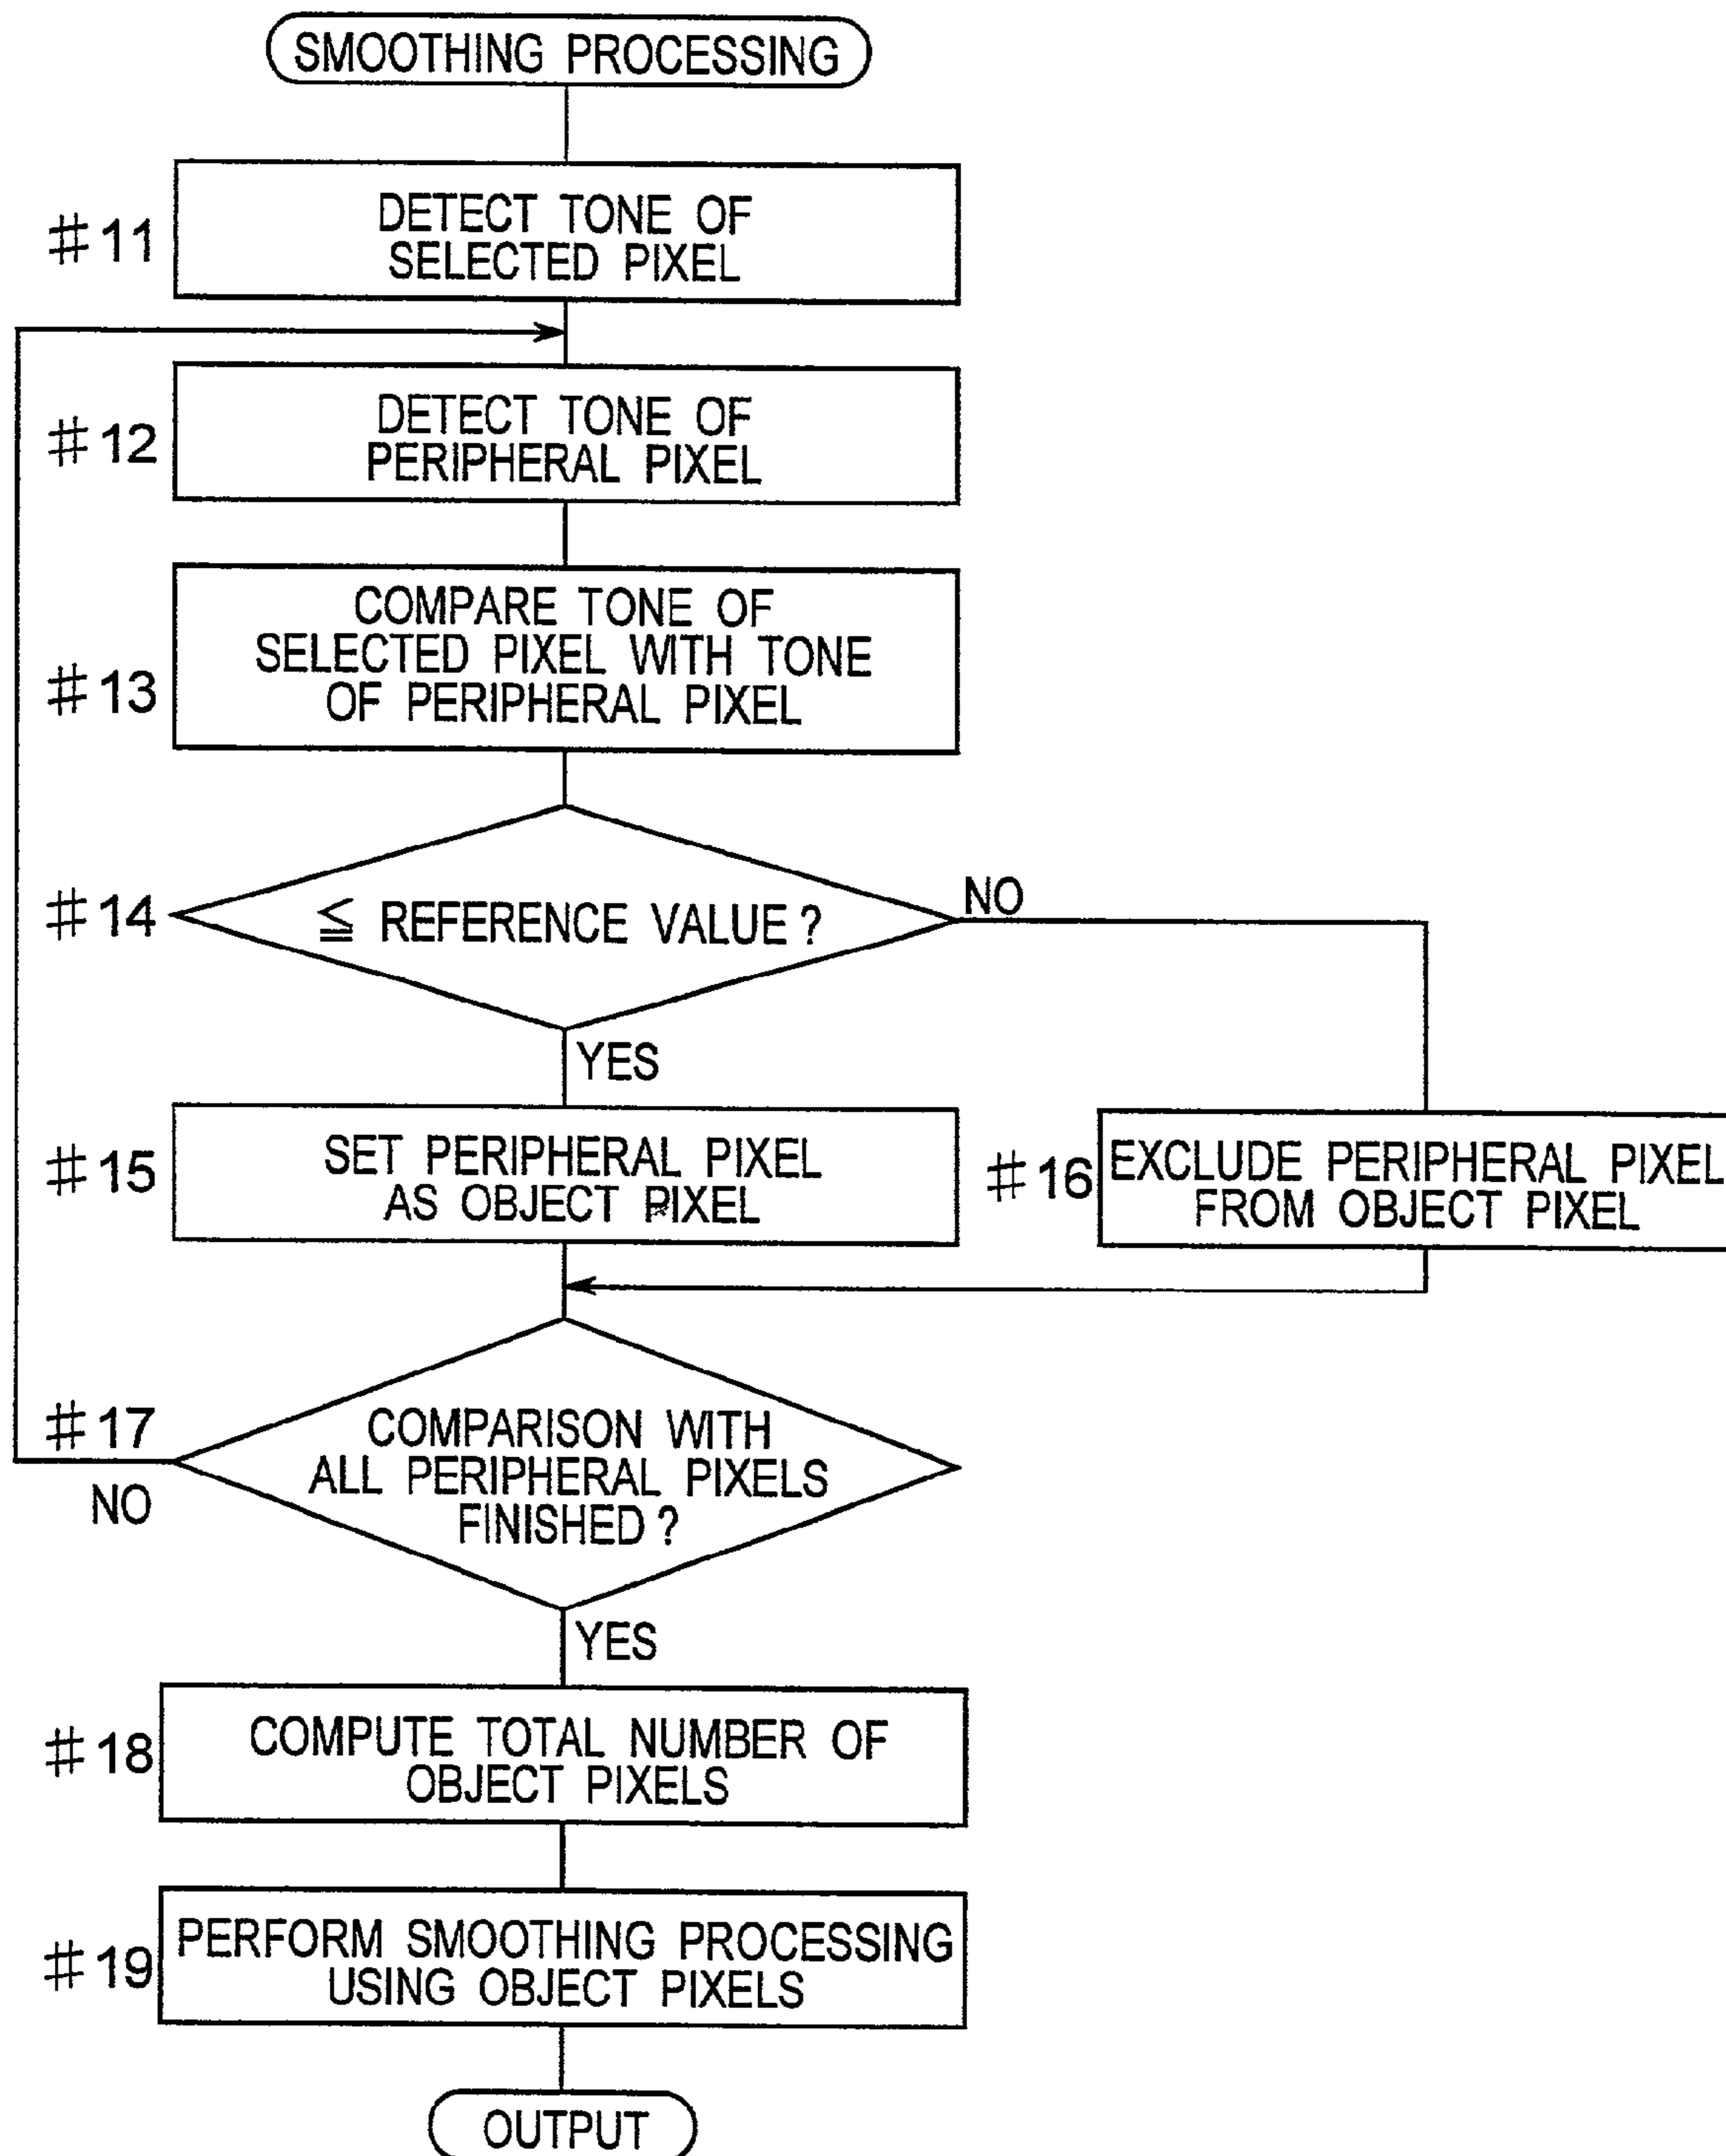 SMOOTHING PROCESSING
#11
DETECT TONE OF
SELECTED PIXEL
#12
DETECT TONE OF
PERIPHERAL PIXEL
#13
COMPARE TONE OF
SELECTED PIXEL WITH TONE
OF PERIPHERAL PIXEL
#14
≦ REFERENCE VALUE?
NO
YES
#15
SET PERIPHERAL PIXEL
AS OBJECT PIXEL
#16
EXCLUDE PERIPHERAL PIXEL
FROM OBJECT PIXEL
#17
NO
COMPARISON WITH
ALL PERIPHERAL PIXELS
FINISHED?
YES
#18
COMPUTE TOTAL NUMBER OF
OBJECT PIXELS
#19
PERFORM SMOOTHING PROCESSING
USING OBJECT PIXELS
OUTPUT